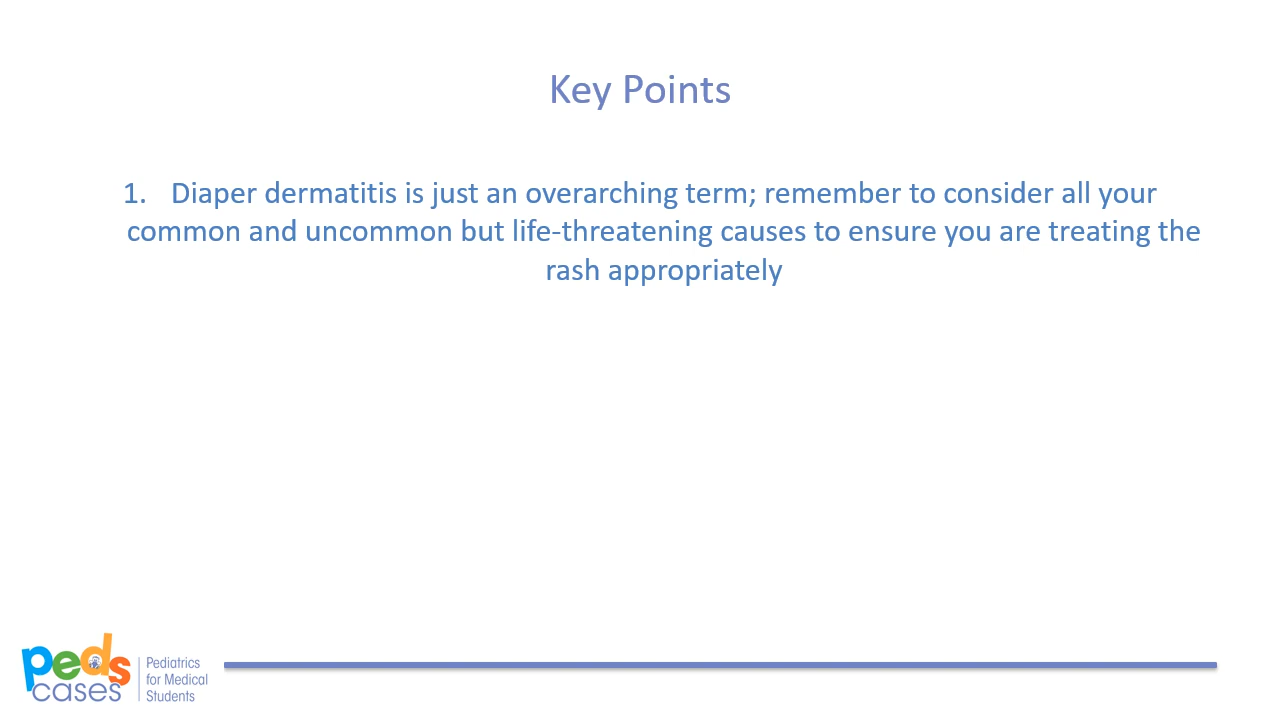 Key Points
1. Diaper dermatitis is just an overarching term; remember to consider all your
common and uncommon but life-threatening causes to ensure you are treating the
rash appropriately
peds
cases
Pediatrics
for Medical
Students